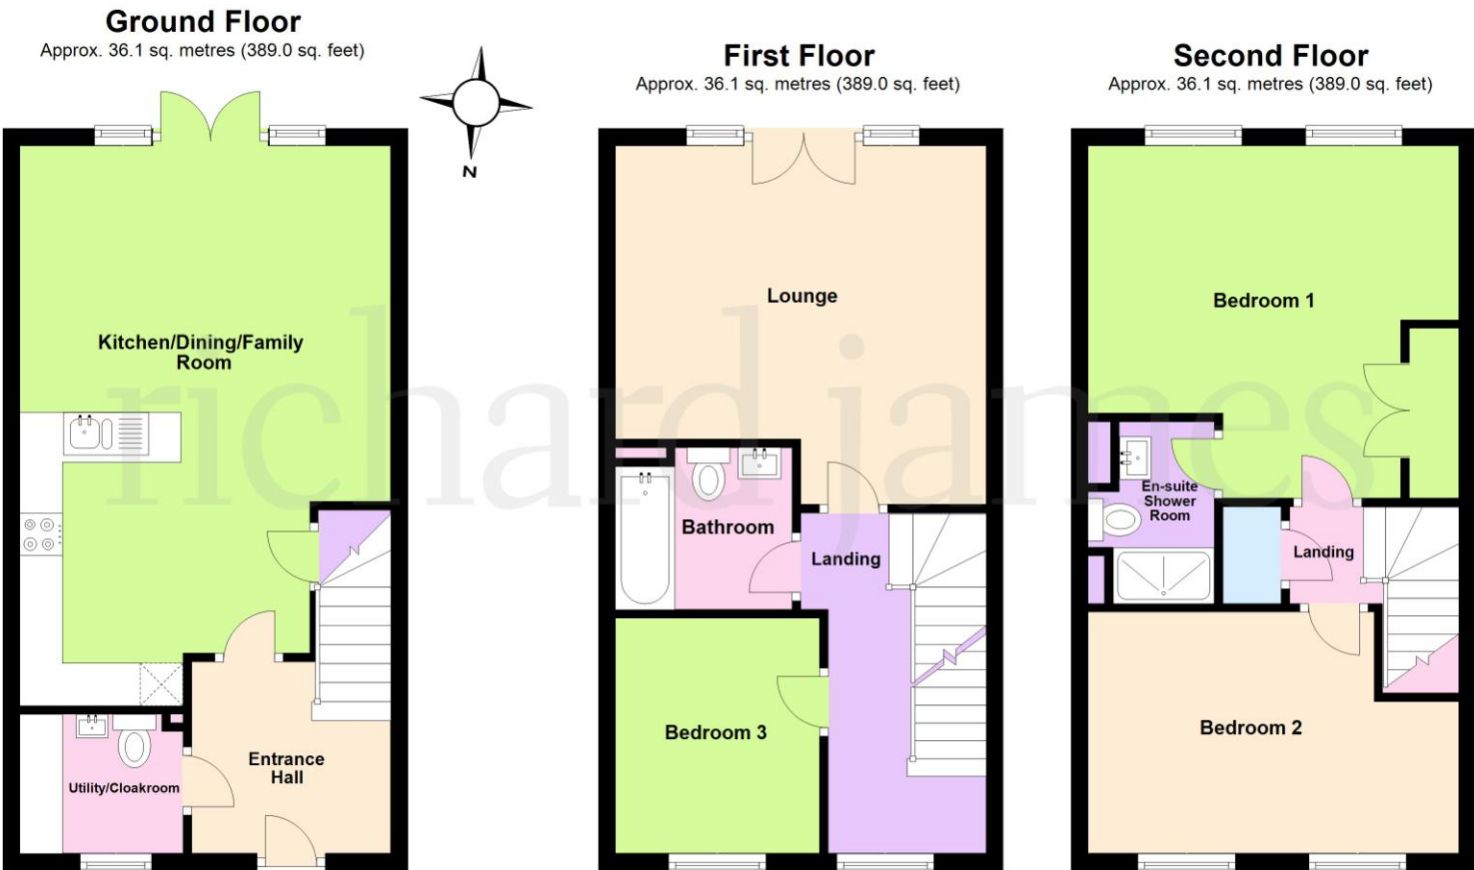 Ground Floor
Approx. 36.1 sq. metres (389.0 sq. feet)
Kitchen/Dining/Family
Room
Utility/Cloakroom
Entrance
Hall
N
First Floor
Approx. 36.1 sq. metres (389.0 sq. feet)
Lounge
Bathroom
Landing
Bedroom 3
Second Floor
Approx. 36.1 sq. metres (389.0 sq. feet)
Bedroom 1
En-suite
Shower
Room
Landing
Bedroom 2
richard james